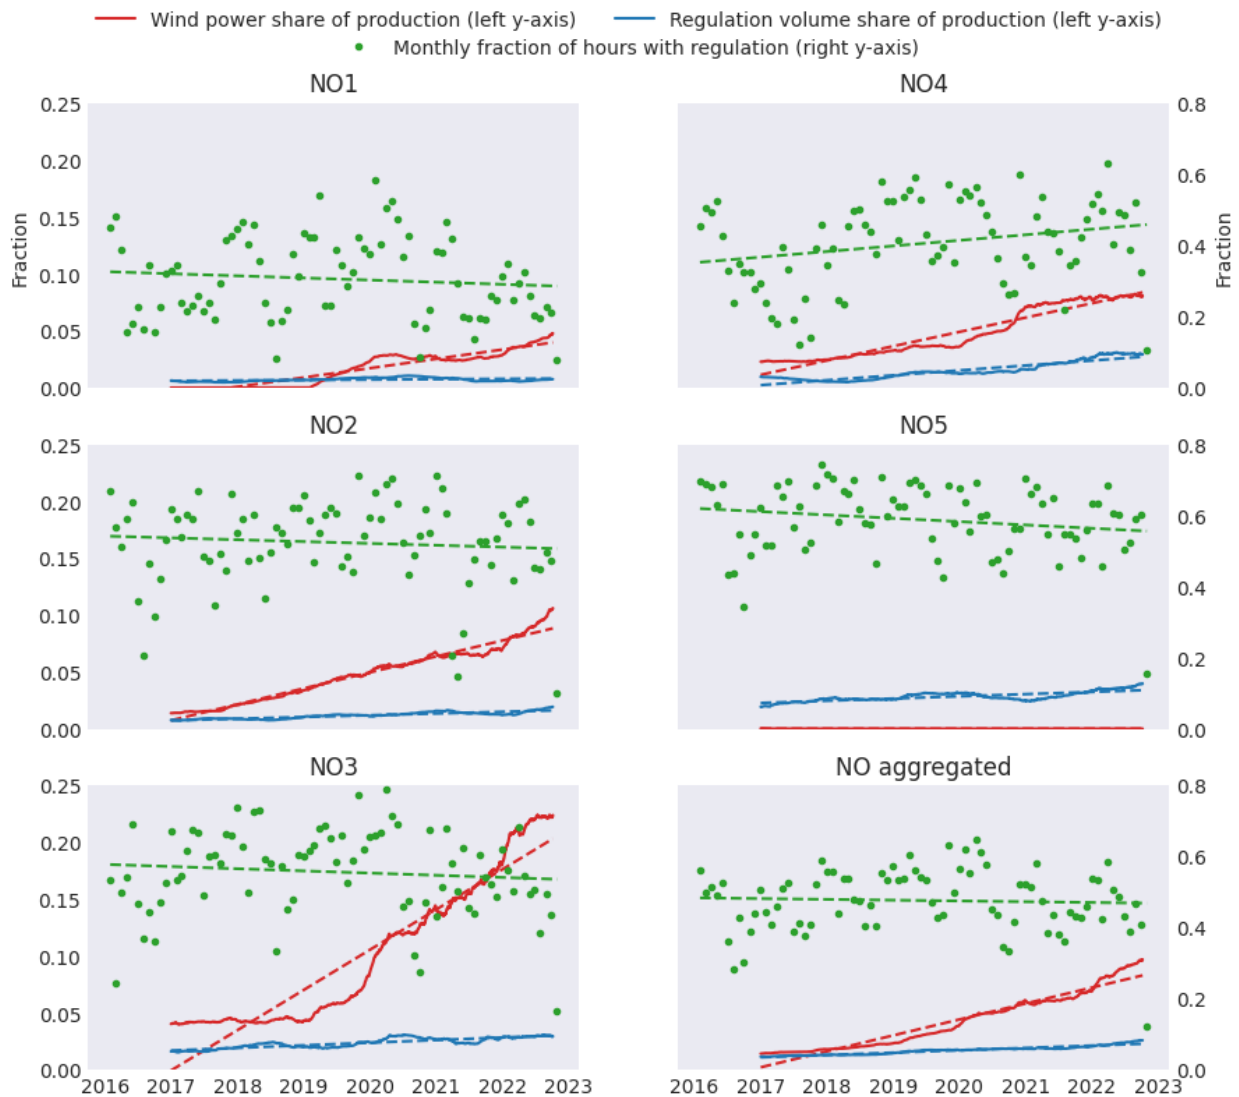 Wind power share of production (left y-axis)
Regulation volume share of production (left y-axis)
Monthly fraction of hours with regulation (right y-axis)
NO1
NO4
0.25
0.20
0.15
0.10
0.05
0.00
Fraction
0.8
0.6
0.4
0.2
0.0
Fraction
NO2
NO5
0.25
0.20
0.15
0.10
0.05
0.00
0.8
0.6
0.4
0.2
0.0
NO3
NO aggregated
0.25
0.20
0.15
0.10
0.05
0.00
0.8
0.6
0.4
0.2
0.0
2016 2017 2018 2019 2020 2021 2022 2023
2016 2017 2018 2019 2020 2021 2022 2023